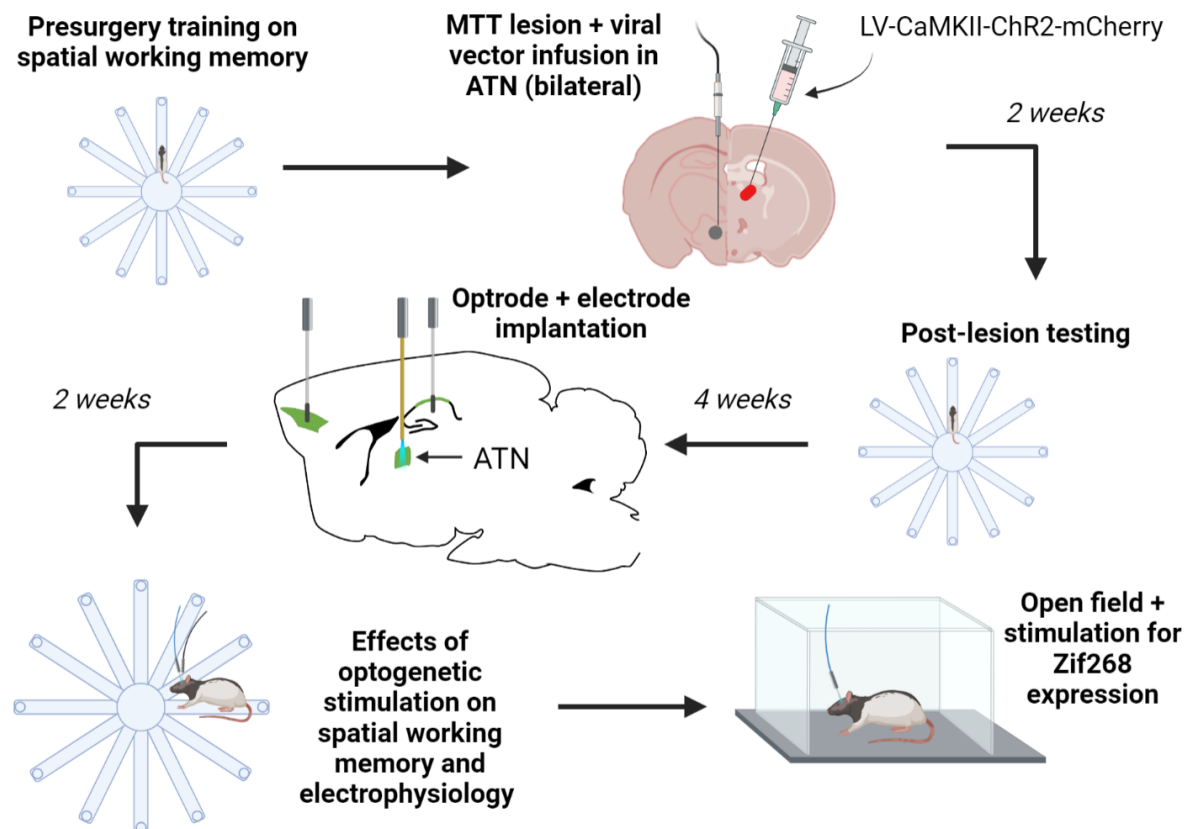 Presurgery training on
spatial working memory
MTT lesion + viral
vector infusion in
ATN (bilateral)
LV-CaMKII-ChR2-mCherry
2 weeks
Post-lesion testing
4 weeks
Optrode + electrode
implantation
ATN
2 weeks
Effects of
optogenetic
stimulation on
spatial working
memory and
electrophysiology
Open field +
stimulation for
Zif268
expression